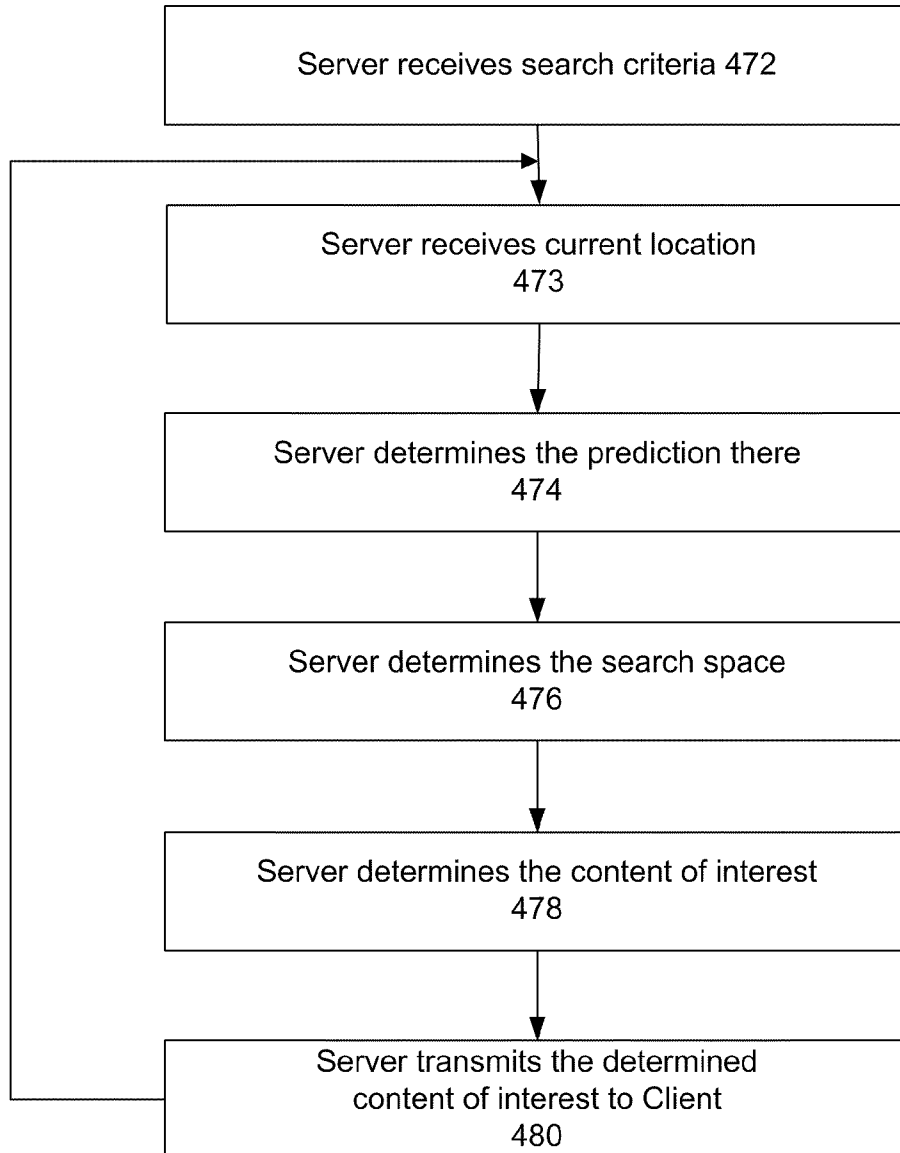 Server receives search criteria 472
Server receives current location
473
Server determines the prediction there
474
Server determines the search space
476
Server determines the content of interest
478
Server transmits the determined
content of interest to Client
480